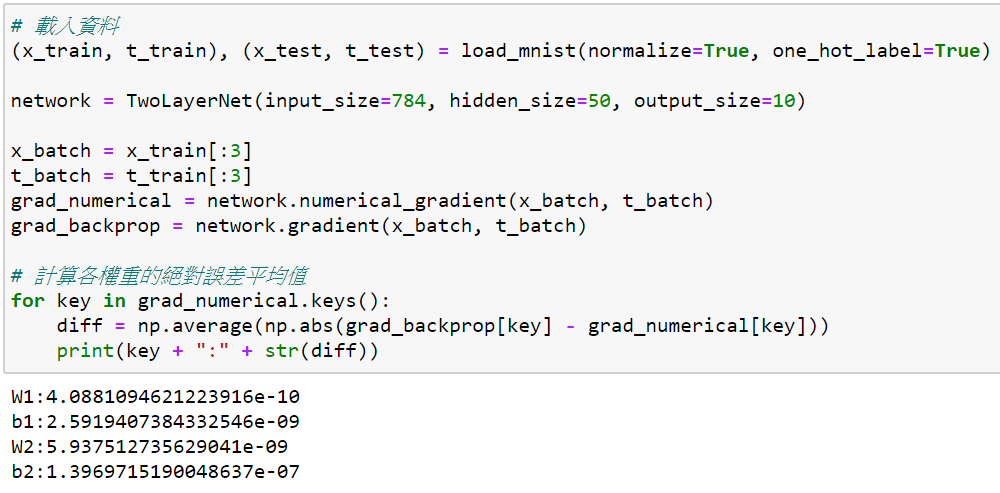 # 載入資料
(x_train, t_train), (x_test, t_test) = load_mnist(normalize=True, one_hot_label=True)
network = TwoLayerNet(input_size=784, hidden_size=50, output_size=10)
x_batch = x_train[:3]
t_batch = t_train[:3]
grad_numerical = network.numerical_gradient(x_batch, t_batch)
grad_backprop = network.gradient(x_batch, t_batch)
# 計算各權重的絕對誤差平均值
for key in grad_numerical.keys():
    diff = np.average(np.abs(grad_backprop[key] - grad_numerical[key]))
    print(key + ":" + str(diff))
W1:4.0881094621223916e-10
b1:2.5919407384332546e-09
W2:5.937512735629041e-09
b2:1.3969715190048637e-07